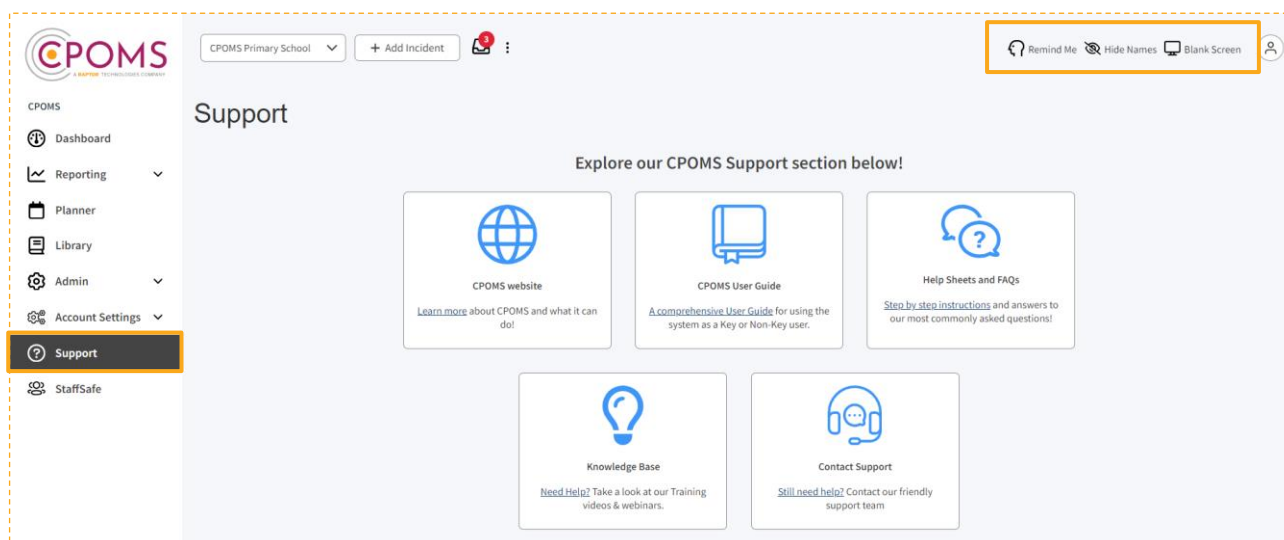 CPOMS
A RAPTOR TECHNOLOGIES COMPANY
CPOMS Primary School
+ Add Incident
3
Remind Me
Hide Names
Blank Screen
CPOMS
Dashboard
Reporting
Planner
Library
Admin
Account Settings
Support
StaffSafe
Support
Explore our CPOMS Support section below!
CPOMS website
Learn more about CPOMS and what it can
do!
CPOMS User Guide
A comprehensive User Guide for using the
system as a Key or Non-Key user.
Help Sheets and FAQs
Step by step instructions and answers to
our most commonly asked questions!
Knowledge Base
Need Help? Take a look at our Training
videos & webinars.
Contact Support
Still need help? Contact our friendly
support team